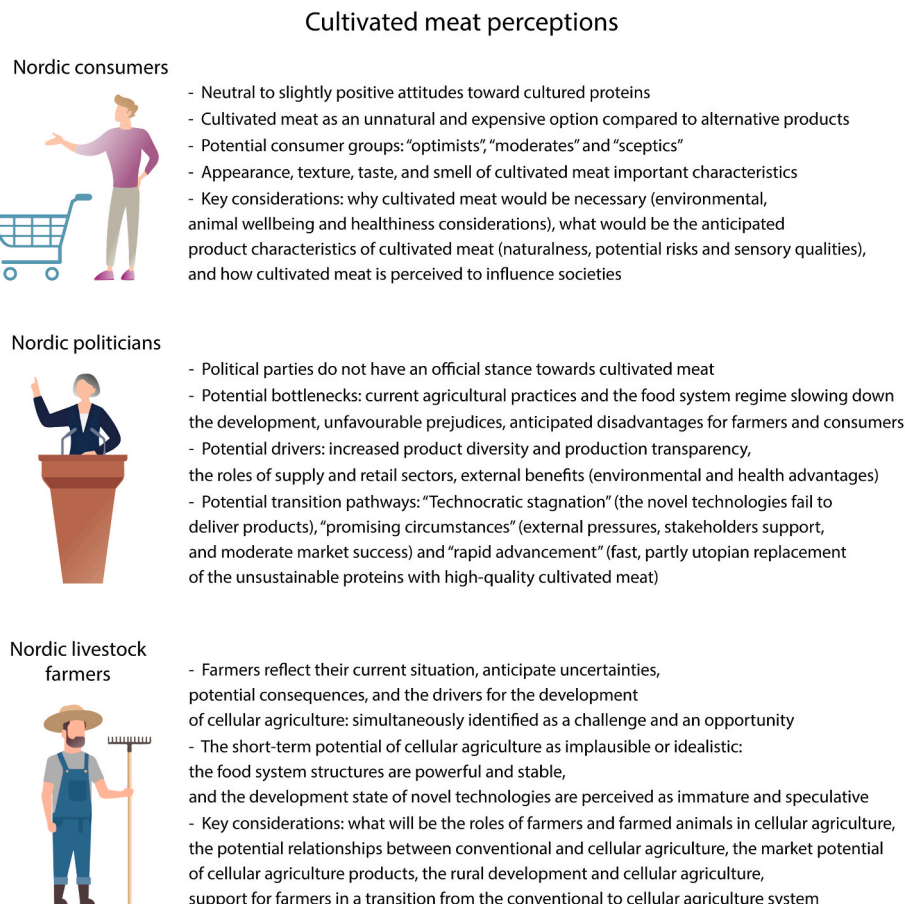 Cultivated meat perceptions
Nordic consumers
- Neutral to slightly positive attitudes toward cultured proteins
- Cultivated meat as an unnatural and expensive option compared to alternative products
- Potential consumer groups: “optimists”, “moderates” and “sceptics”
- Appearance, texture, taste, and smell of cultivated meat important characteristics
- Key considerations: why cultivated meat would be necessary (environmental,
animal wellbeing and healthiness considerations), what would be the anticipated
product characteristics of cultivated meat (naturalness, potential risks and sensory qualities),
and how cultivated meat is perceived to influence societies
Nordic politicians
- Political parties do not have an official stance towards cultivated meat
- Potential bottlenecks: current agricultural practices and the food system regime slowing down
the development, unfavourable prejudices, anticipated disadvantages for farmers and consumers
- Potential drivers: increased product diversity and production transparency,
the roles of supply and retail sectors, external benefits (environmental and health advantages)
- Potential transition pathways: “Technocratic stagnation” (the novel technologies fail to
deliver products), “promising circumstances” (external pressures, stakeholders support,
and moderate market success) and “rapid advancement” (fast, partly utopian replacement
of the unsustainable proteins with high-quality cultivated meat)
Nordic livestock
farmers
- Farmers reflect their current situation, anticipate uncertainties,
potential consequences, and the drivers for the development
of cellular agriculture: simultaneously identified as a challenge and an opportunity
- The short-term potential of cellular agriculture as implausible or idealistic:
the food system structures are powerful and stable,
and the development state of novel technologies are perceived as immature and speculative
- Key considerations: what will be the roles of farmers and farmed animals in cellular agriculture,
the potential relationships between conventional and cellular agriculture, the market potential
of cellular agriculture products, the rural development and cellular agriculture,
support for farmers in a transition from the conventional to cellular agriculture system